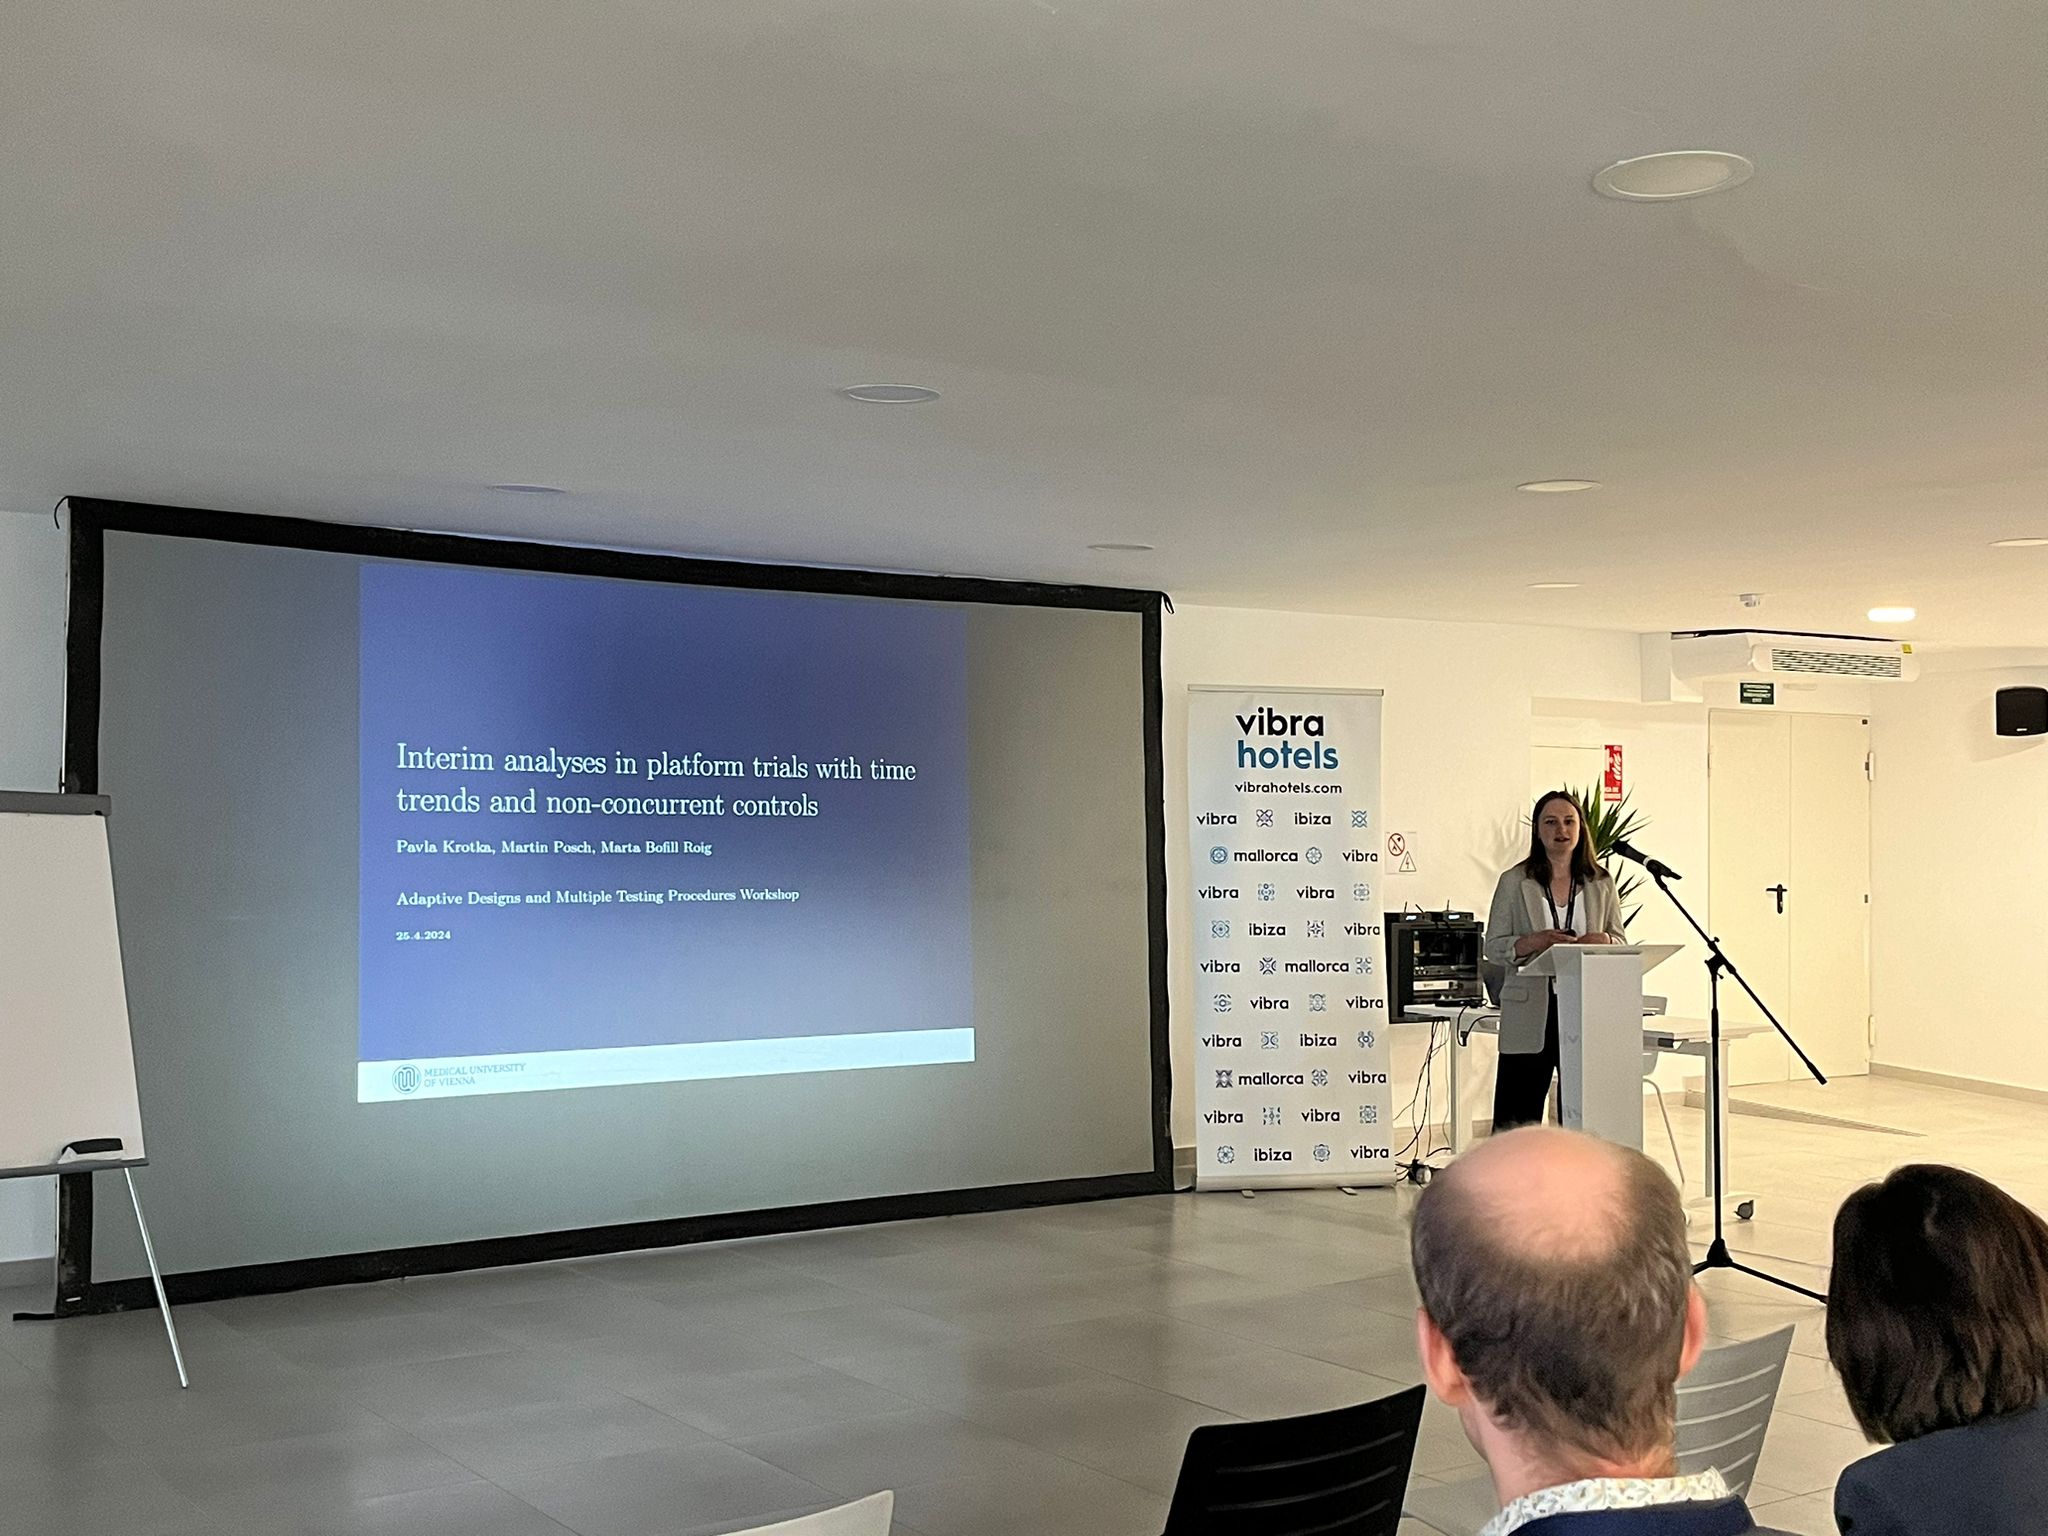 Interim analyses in platform trials with time
trends and non-concurrent controls
Pavla Krotka, Martin Posch, Marta Bofill Roig
Adaptive Designs and Multiple Testing Procedures Workshop
25.4.2024
MEDICAL UNIVERSITY
OF VIENNA
vibra
hotels
vibrahotels.com
vibra ibiza
mallorca vibra
vibra vibra
ibiza vibra
vibra mallorca
vibra vibra
vibra ibiza
mallorca vibra
vibra vibra
ibiza vibra